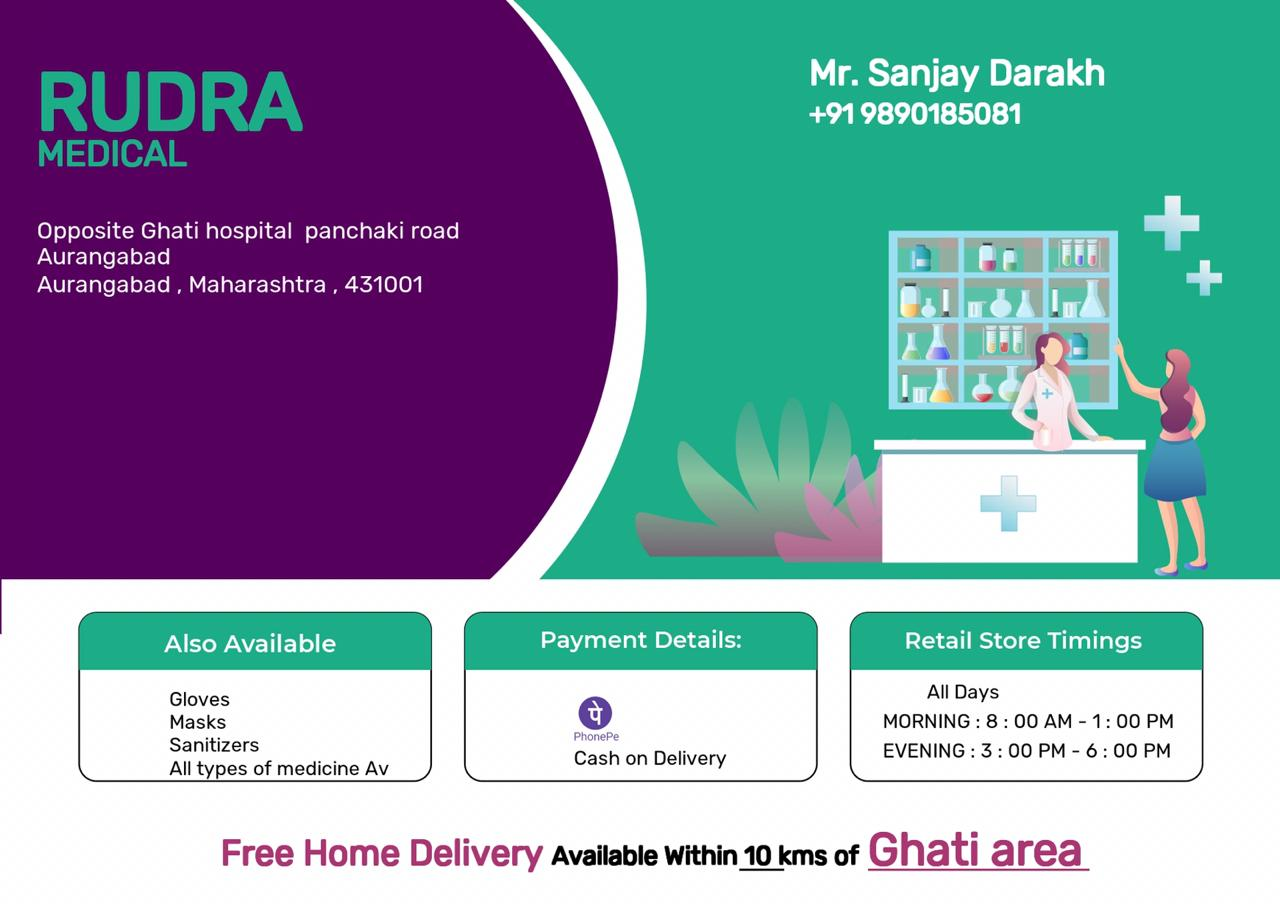 RUDRA
MEDICAL
Opposite Ghati hospital  panchaki road
Aurangabad
Aurangabad , Maharashtra , 431001
Mr. Sanjay Darakh
+91 9890185081
Also Available
Gloves
Masks
Sanitizers
All types of medicine Av
Payment Details:
पे
PhonePe
Cash on Delivery
Retail Store Timings
All Days
MORNING : 8 : 00 AM - 1 : 00 PM
EVENING : 3 : 00 PM - 6 : 00 PM
Free Home Delivery Available Within 10 kms of Ghati area